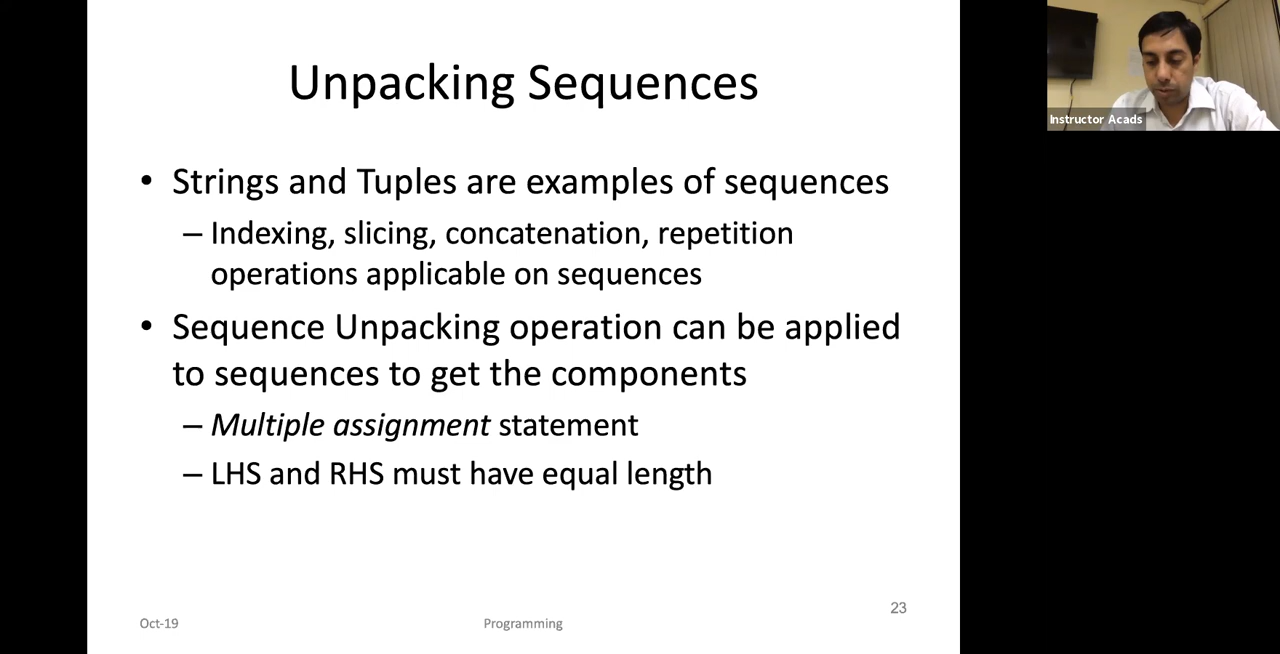 Unpacking Sequences
• Strings and Tuples are examples of sequences
– Indexing, slicing, concatenation, repetition
operations applicable on sequences
• Sequence Unpacking operation can be applied
to sequences to get the components
– Multiple assignment statement
– LHS and RHS must have equal length
Oct-19
Programming
23
Instructor Acads